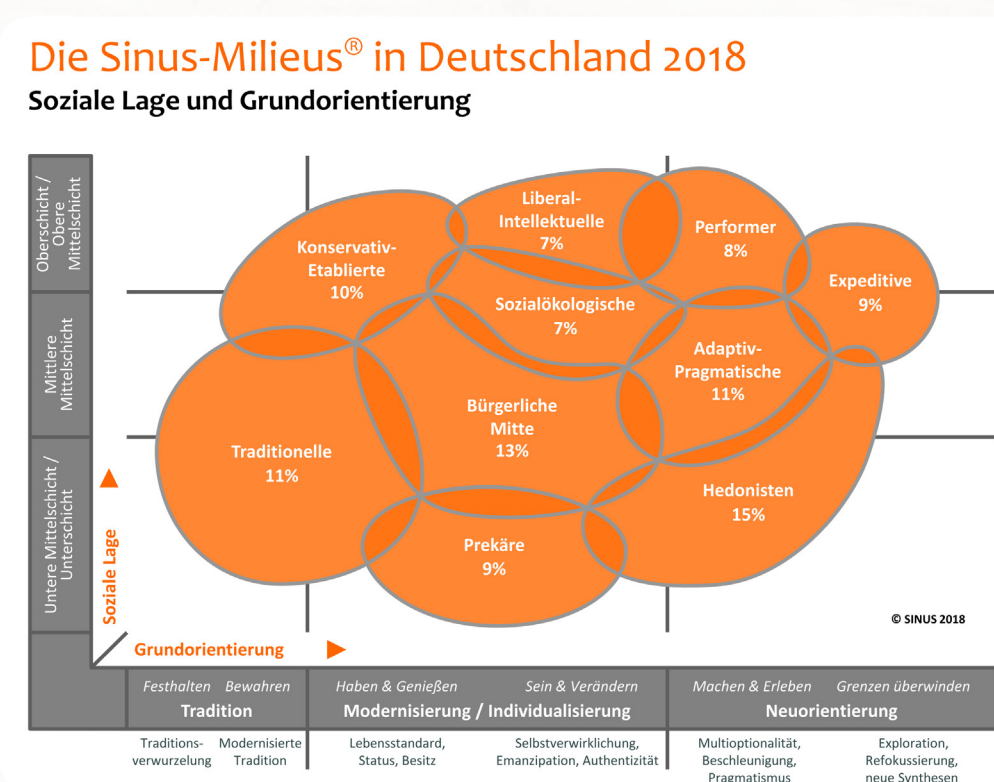 Die Sinus-Milieus® in Deutschland 2018
Soziale Lage und Grundorientierung
Oberschicht /
Obere
Mittelschicht
Mittlere
Mittelschicht
Untere Mittelschicht /
Unterschicht
Soziale Lage
Konservativ-
Etablierte
10%
Liberal-
Intellektuelle
7%
Performer
8%
Expeditive
9%
Sozialökologische
7%
Adaptiv-
Pragmatische
11%
Bürgerliche
Mitte
13%
Traditionelle
11%
Hedonisten
15%
Prekäre
9%
© SINUS 2018
Grundorientierung
Festhalten Bewahren
Tradition
Haben & Genießen Sein & Verändern
Modernisierung / Individualisierung
Machen & Erleben Grenzen überwinden
Neuorientierung
Traditions-
verwurzelung
Modernisierte
Tradition
Lebensstandard,
Status, Besitz
Selbstverwirklichung,
Emanzipation, Authentizität
Multioptionalität,
Beschleunigung,
Pragmatismus
Exploration,
Refokussierung,
neue Synthesen